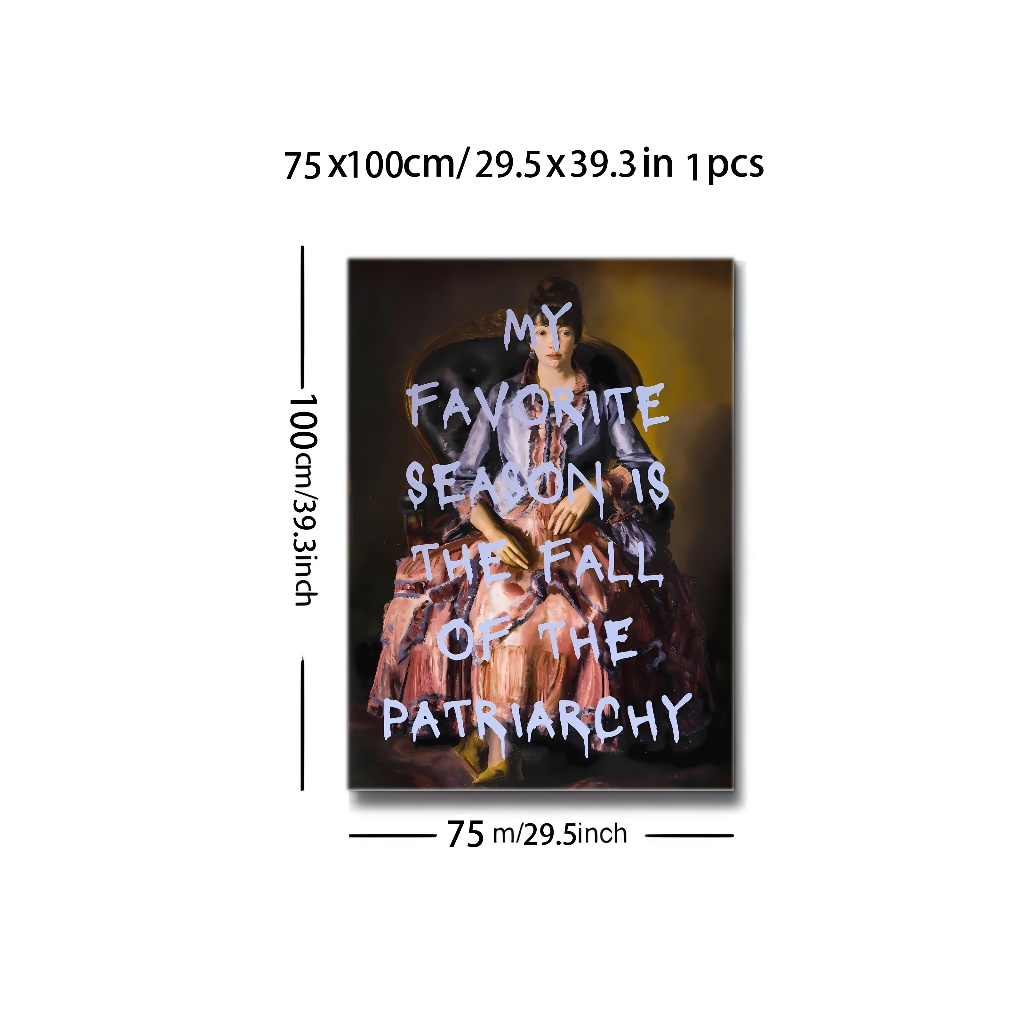 75x100cm/29.5x39.3in 1pcs
MY
FAVORITE
SEASON IS
THE FALL
OF THE
PATRIARCHY
100cm/39.3inch
75 m/29.5inch